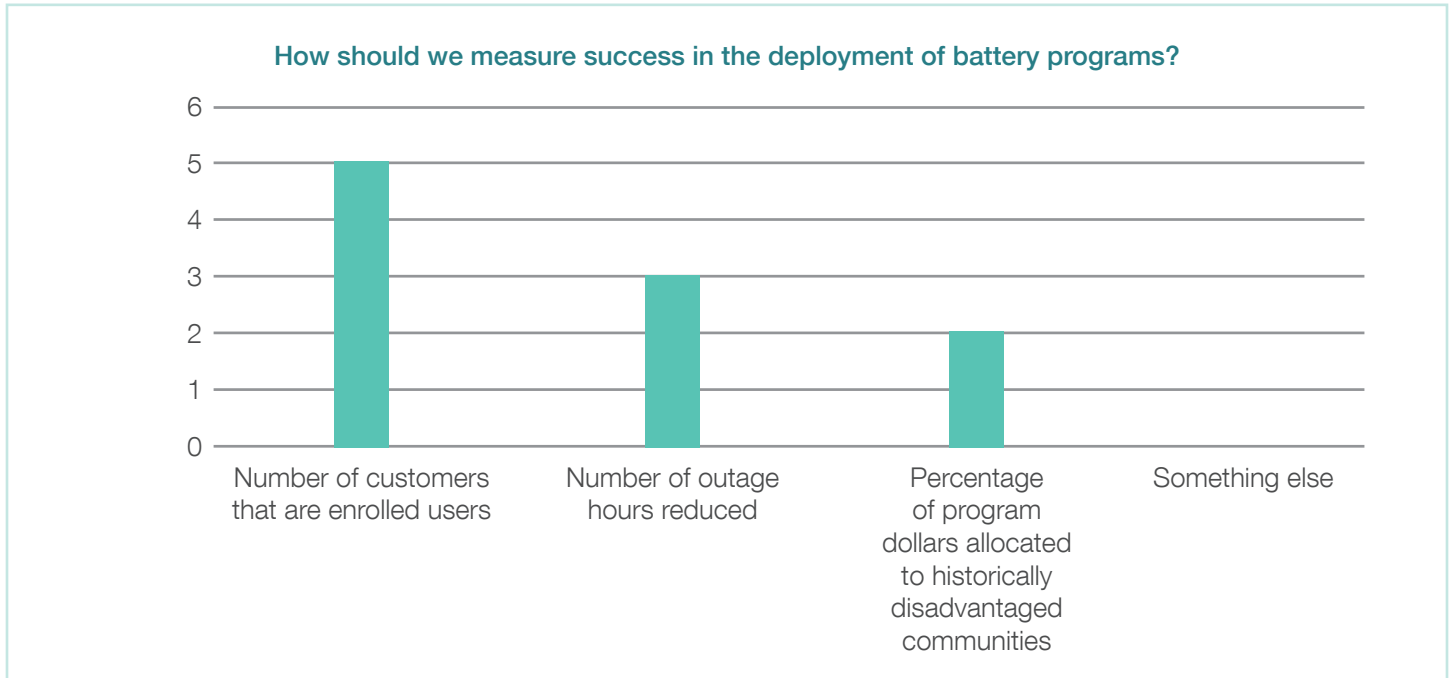 How should we measure success in the deployment of battery programs?
6
5
4
3
2
1
0
Number of customers
that are enrolled users
Number of outage
hours reduced
Percentage
of program
dollars allocated
to historically
disadvantaged
communities
Something else